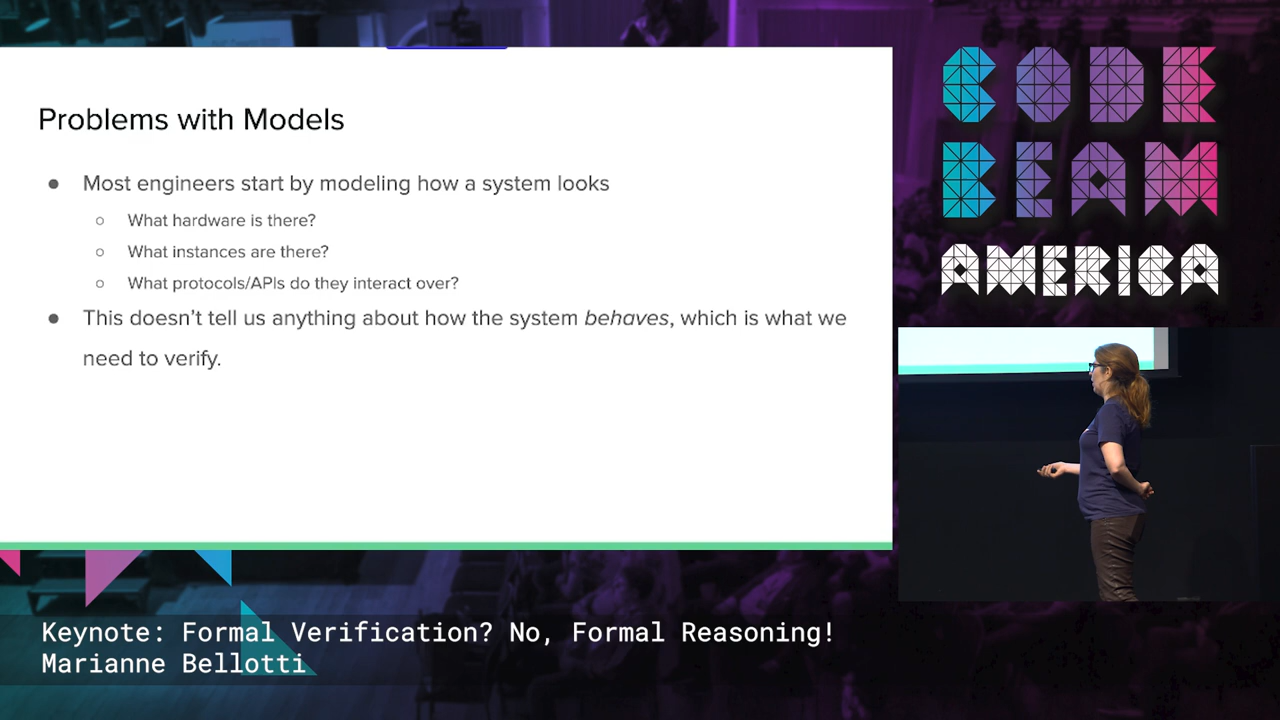 Problems with Models
● Most engineers start by modeling how a system looks
○ What hardware is there?
○ What instances are there?
○ What protocols/APIs do they interact over?
● This doesn’t tell us anything about how the system behaves, which is what we
need to verify.
CODE
BEAM
AMERICA
Keynote: Formal Verification? No, Formal Reasoning!
Marianne Bellotti